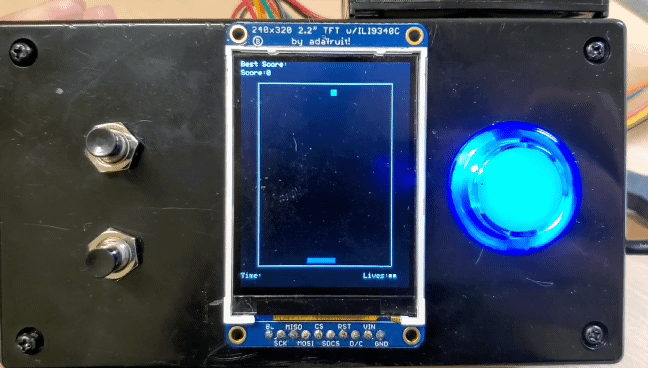 240x320 2.2" TFT w/ILI9340C
by adafruit!
Best Score:
Score:0
Time:
Lives:
BL MISO CS RST VIN
SCK MOSI SDCS D/C GND